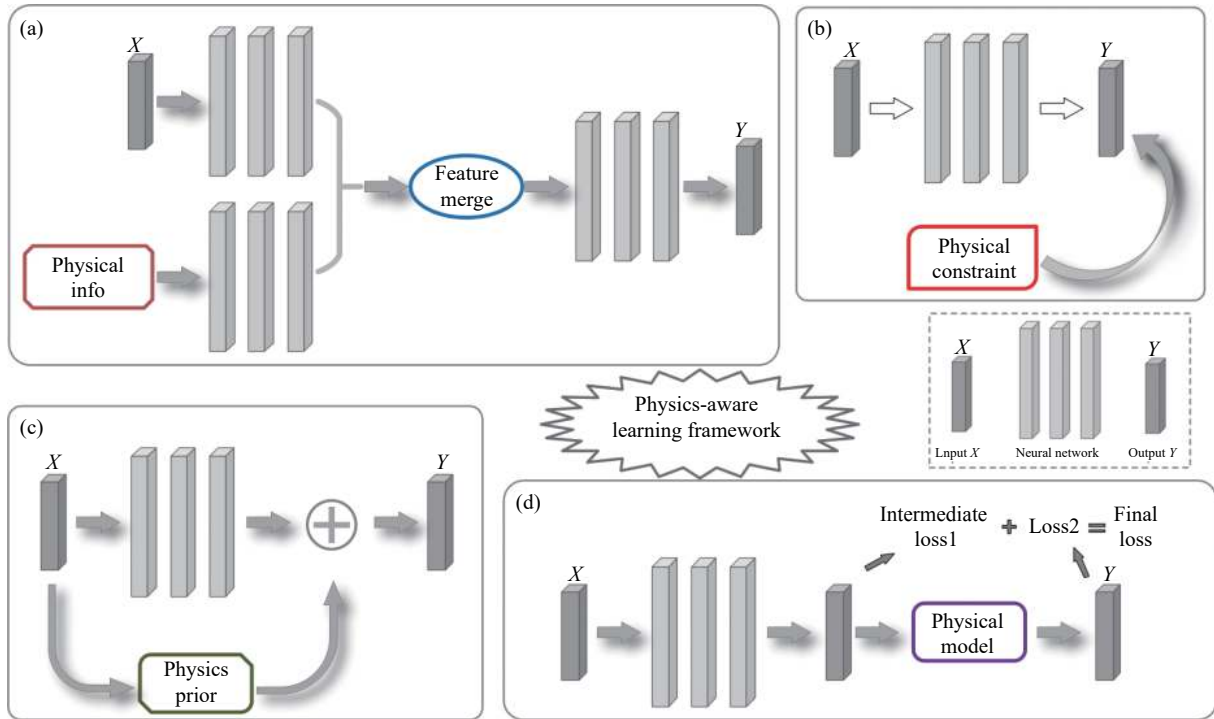 (a)
X
Physical
info
Feature
merge
Y
(b)
X
Y
Physical
constraint
X
Y
Lnput X
Neural network
Output Y
Physics-aware
learning framework
(c)
X
Y
Physics
prior
(d)
Intermediate
loss1
+ Loss2 = Final
loss
X
Physical
model
Y